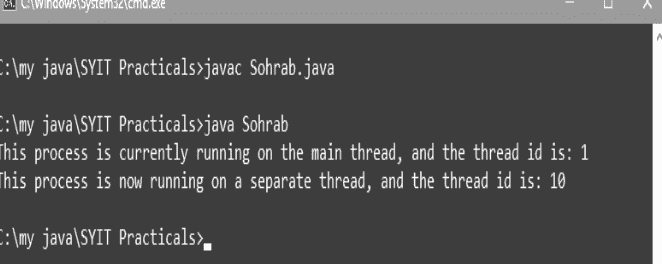 C:\Windows\System32\cmd.exe
C:\my java\SYIT Practicals>javac Sohrab.java
C:\my java\SYIT Practicals>java Sohrab
This process is currently running on the main thread, and the thread id is: 1
This process is now running on a separate thread, and the thread id is: 10
C:\my java\SYIT Practicals>